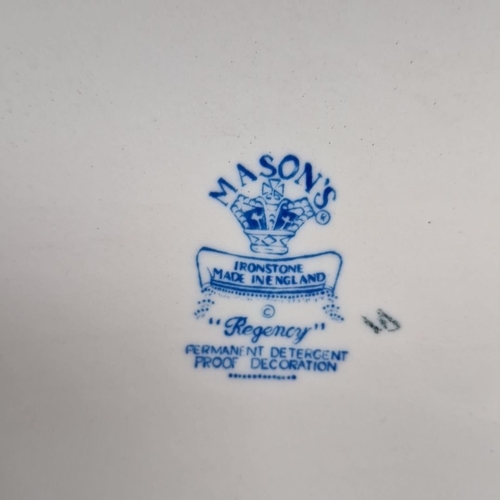 MASON'S ®
IRONSTONE
MADE IN ENGLAND
©
"Regency"
PERMANENT DETERGENT
PROOF DECORATION